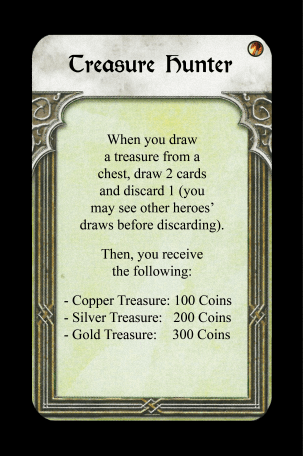 Treasure Hunter
When you draw
a treasure from a
chest, draw 2 cards
and discard 1 (you
may see other heroes'
draws before discarding).
Then, you receive
the following:
- Copper Treasure: 100 Coins
- Silver Treasure: 200 Coins
- Gold Treasure: 300 Coins